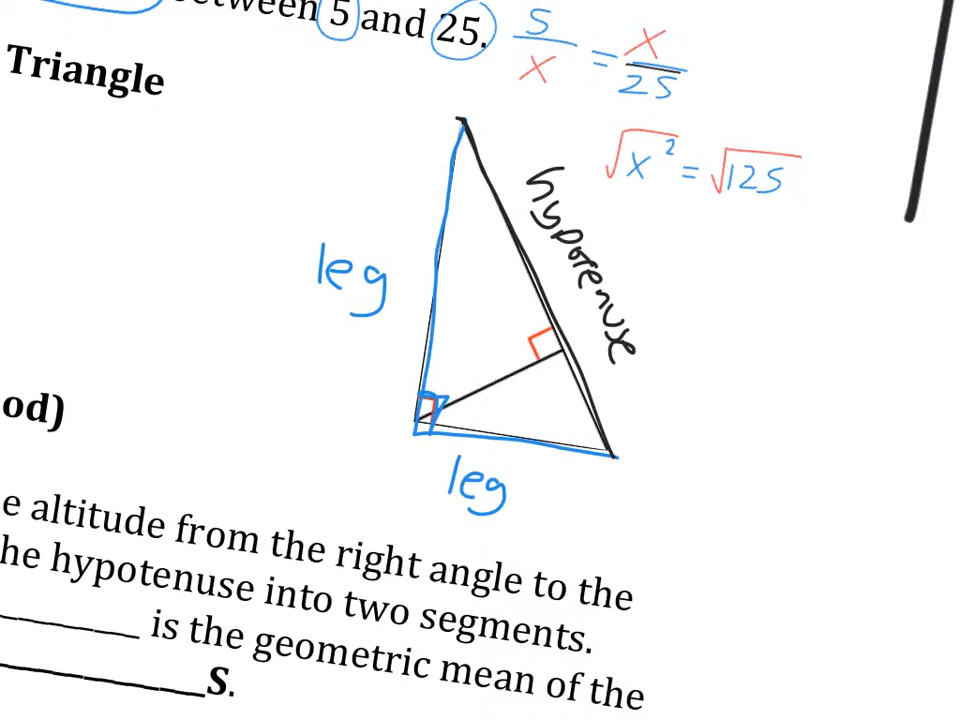 between 5 and 25.
5/x = x/25
√x² = √125
Triangle
hypotenuse
leg
leg
od)
e altitude from the right angle to the
he hypotenuse into two segments.
is the geometric mean of the
s.